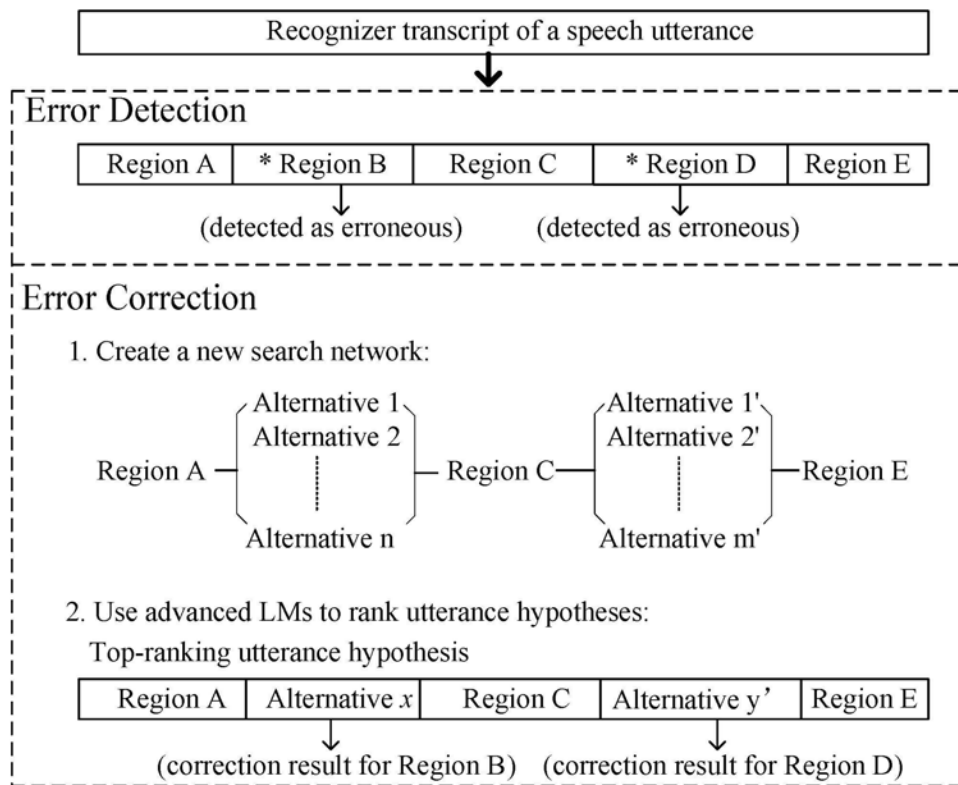 Recognizer transcript of a speech utterance
Error Detection
Region A * Region B Region C * Region D Region E
(detected as erroneous) (detected as erroneous)
Error Correction
1. Create a new search network:
Alternative 1 Alternative 1'
Alternative 2 Alternative 2'
Region A Region C Region E
Alternative n Alternative m'
2. Use advanced LMs to rank utterance hypotheses:
Top-ranking utterance hypothesis
Region A Alternative x Region C Alternative y’ Region E
(correction result for Region B) (correction result for Region D)